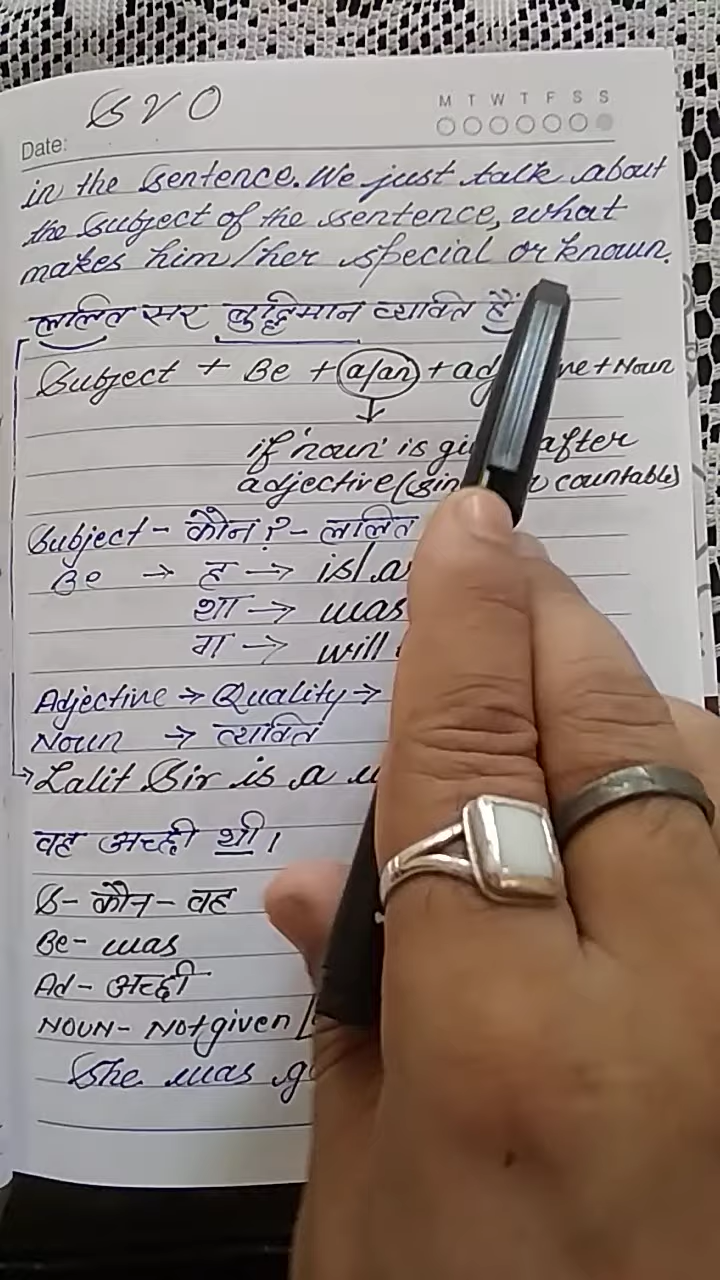 S V O
M T W T F S S
Date:
in the sentence. We just talk about
the subject of the sentence, what
makes him/her special or known.
ललित सर बुद्धिमान व्यक्ति हैं
Subject + Be + a/an + + Noun
if 'noun' is after
adjective ( countable)
Subject - कौन? - ललित
Be → ह → is/
था → was
गा → will
Adjective → Quality →
Noun → व्यक्ति
→ Lalit Sir is a
वह अच्छी थी।
S - कौन - वह
Be - was
Ad - अच्छी
NOUN - Not given
She was